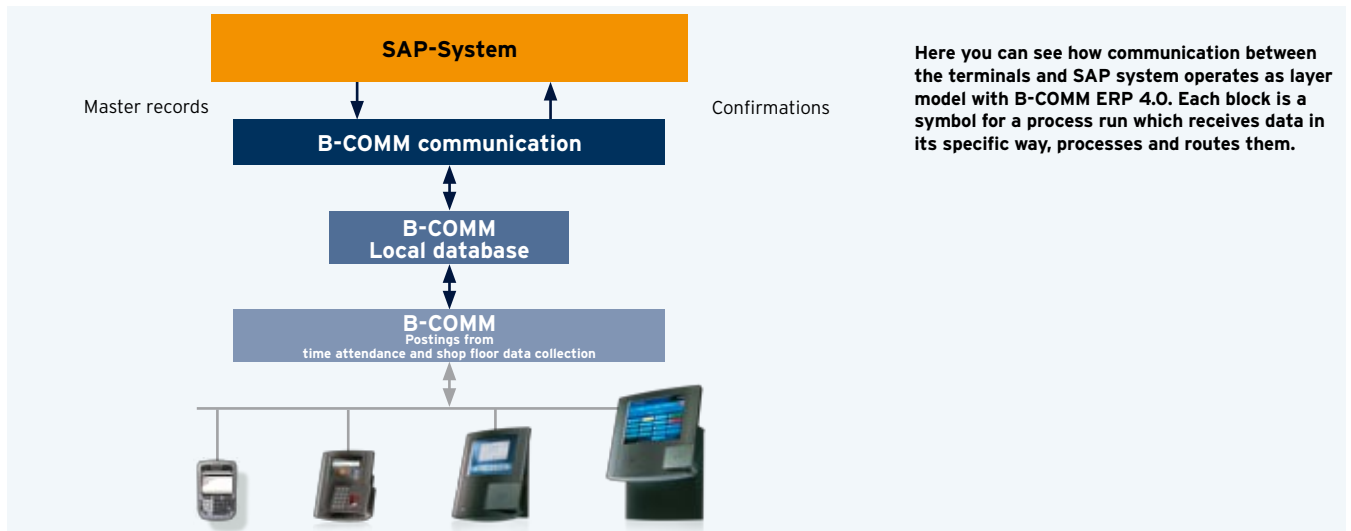 SAP-System
Master records
Confirmations
B-COMM communication
B-COMM
Local database
B-COMM
Postings from
time attendance and shop floor data collection
Here you can see how communication between
the terminals and SAP system operates as layer
model with B-COMM ERP 4.0. Each block is a
symbol for a process run which receives data in
its specific way, processes and routes them.